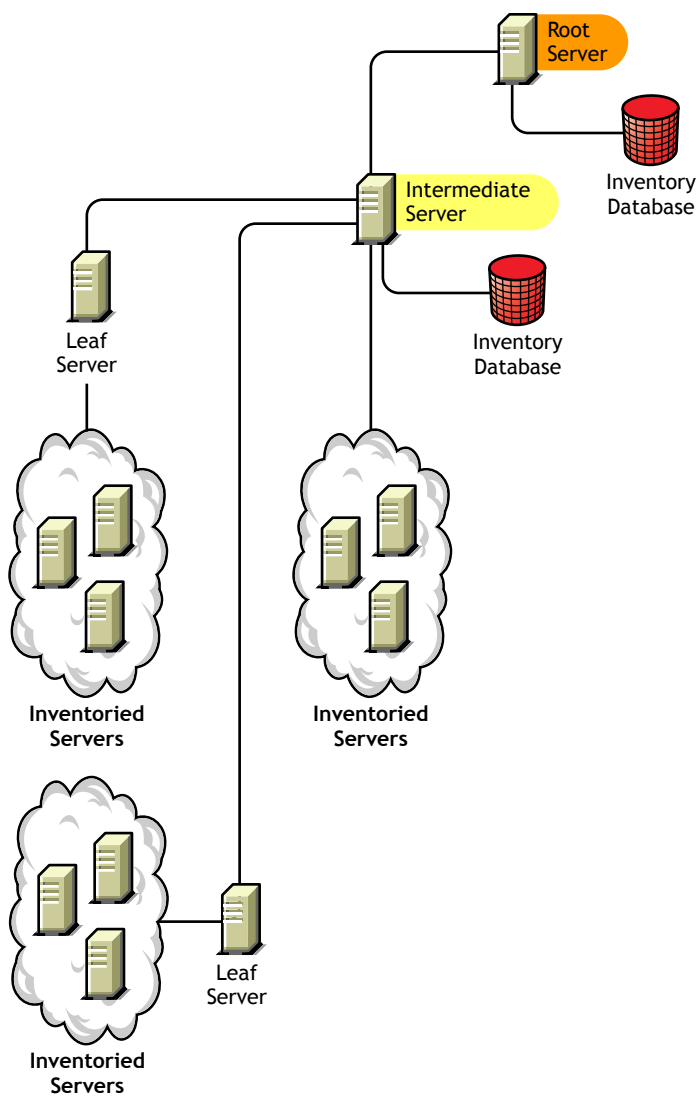 Root
Server
Inventory
Database
Intermediate
Server
Inventory
Database
Leaf
Server
Inventoried
Servers
Inventoried
Servers
Leaf
Server
Inventoried
Servers